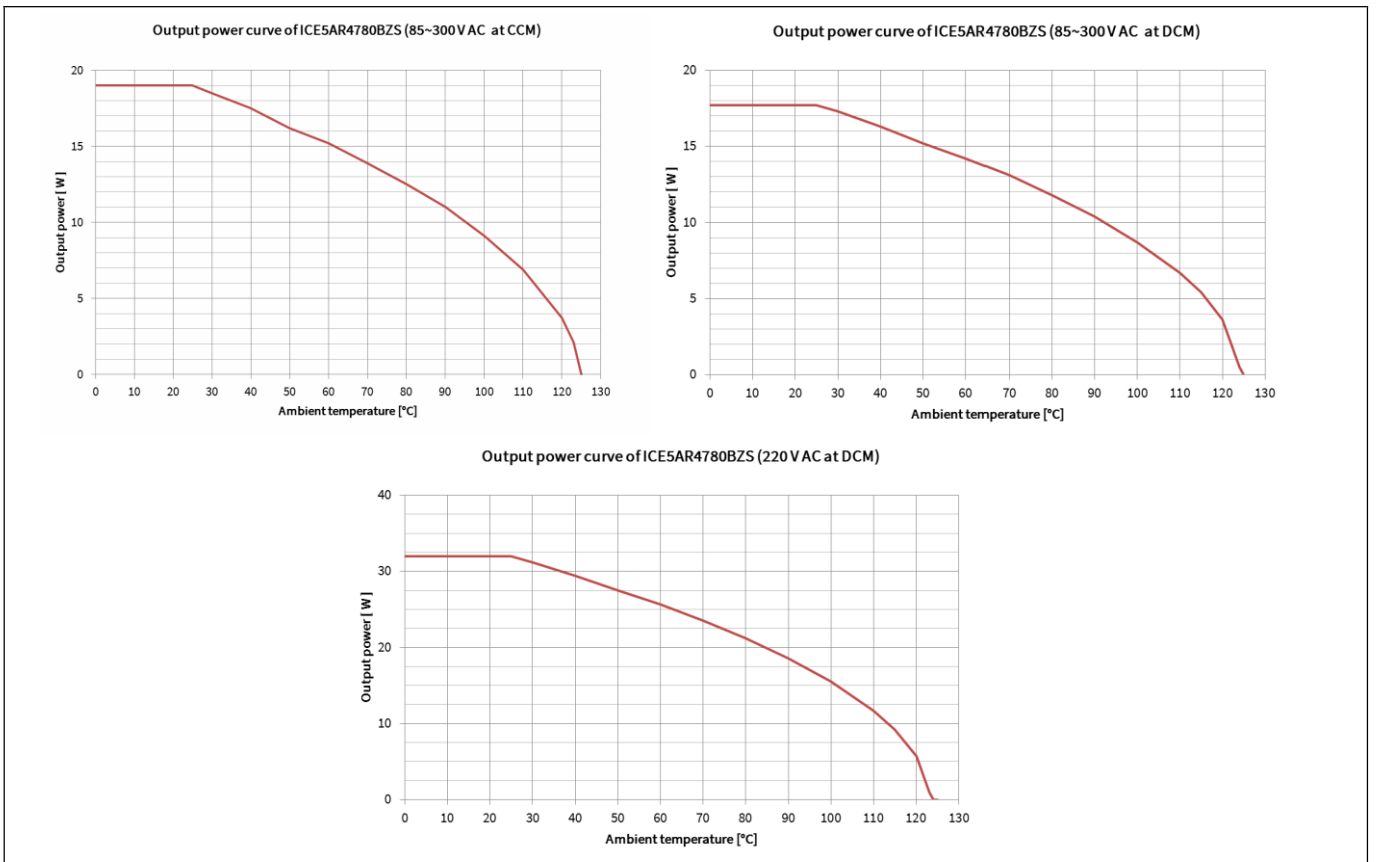 Output power curve of ICE5AR4780BZS (85~300 V AC at CCM)
20
15
10
5
0
Output power [ W]
0 10 20 30 40 50 60 70 80 90 100 110 120 130
Ambient temperature [°C]
Output power curve of ICE5AR4780BZS (85~300 V AC at DCM)
20
15
10
5
0
Output power [ W]
0 10 20 30 40 50 60 70 80 90 100 110 120 130
Ambient temperature [°C]
Output power curve of ICE5AR4780BZS (220 V AC at DCM)
40
30
20
10
0
Output power [ W]
0 10 20 30 40 50 60 70 80 90 100 110 120 130
Ambient temperature [°C]